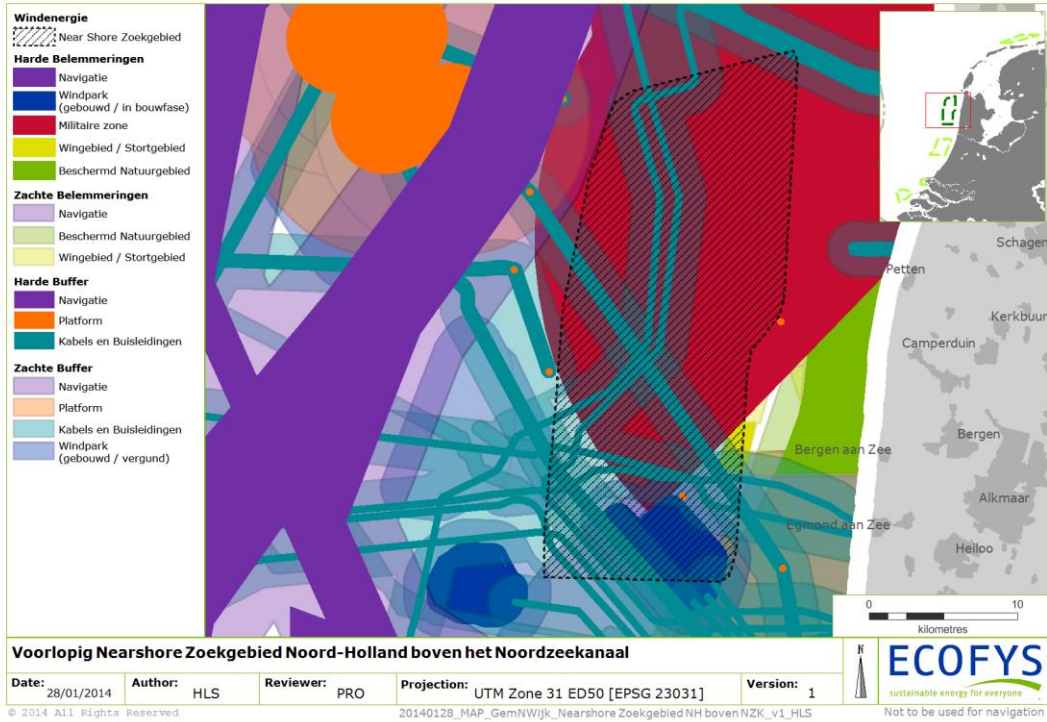 Windenergie
Near Shore Zoekgebied
Harde Belemmeringen
Navigatie
Windpark
(gebouwd / in bouwfase)
Militaire zone
Wingebied / Stortgebied
Beschermd Natuurgebied
Zachte Belemmeringen
Navigatie
Beschermd Natuurgebied
Wingebied / Stortgebied
Harde Buffer
Navigatie
Platform
Kabels en Buisleidingen
Zachte Buffer
Navigatie
Platform
Kabels en Buisleidingen
Windpark
(gebouwd / vergund)
Schagen
Petten
Kerkbuur
Camperduin
Bergen
Bergen aan Zee
Alkmaar
Egmond aan Zee
Heiloo
0 10
kilometres
Voorlopig Nearshore Zoekgebied Noord-Holland boven het Noordzeekanaal
Date: 28/01/2014 Author: HLS Reviewer: PRO Projection: UTM Zone 31 ED50 [EPSG 23031] Version: 1
N
ECOFYS
sustainable energy for everyone
© 2014 All Rights Reserved 20140128_MAP_GemNWijk_Nearshore Zoekgebied NH boven NZK_v1_HLS Not to be used for navigation